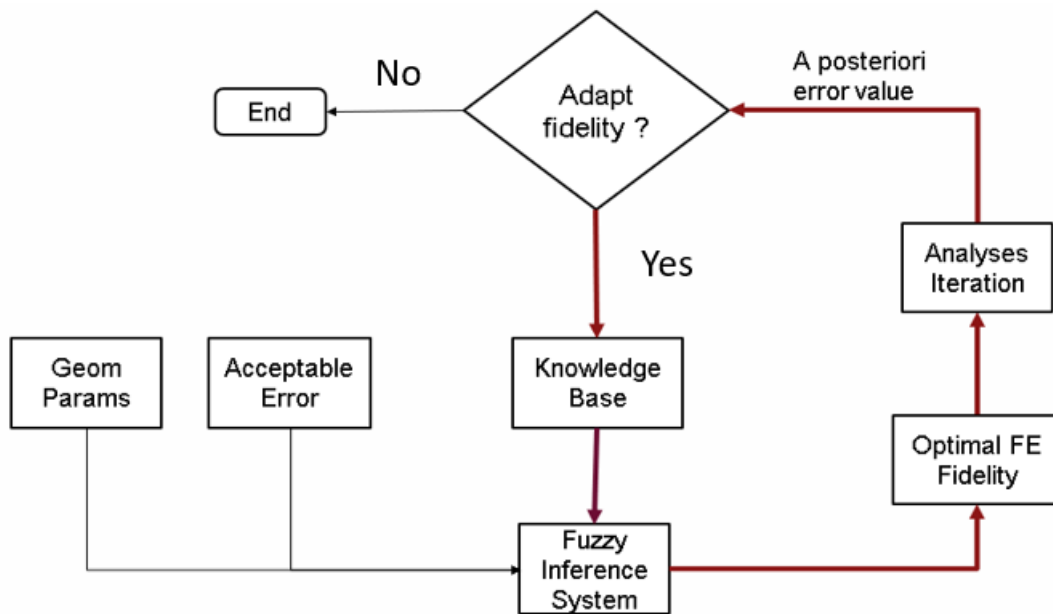 No
A posteriori
error value
End
Adapt
fidelity ?
Yes
Analyses
Iteration
Geom
Params
Acceptable
Error
Knowledge
Base
Optimal FE
Fidelity
Fuzzy
Inference
System